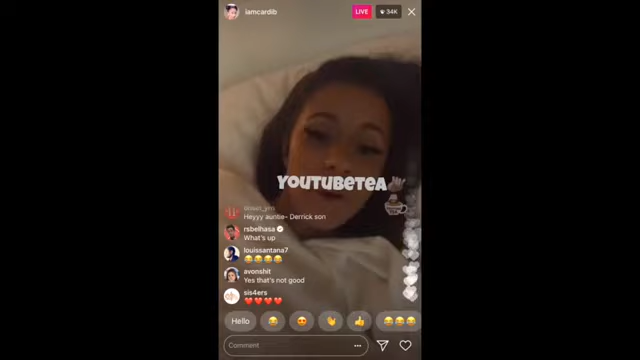 iamcardib
LIVE
34K
YOUTUBETEA
Heyyy auntie- Derrick son
rsbelhasa
What's up
louissantana7
avonshit
Yes that's not good
sis4ers
Hello
Comment